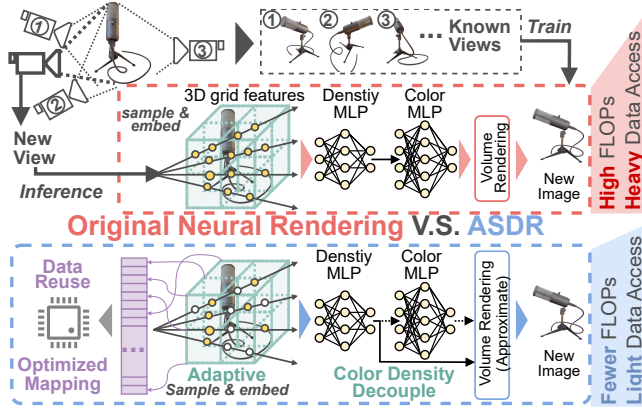 ①
②
③
①
②
③
...
Known
Views
Train
New
View
Inference
sample &
embed
3D grid features
Denstiy
MLP
Color
MLP
Volume
Rendering
New
Image
High FLOPs
Heavy Data Access
Original Neural Rendering V.S. ASDR
Data
Reuse
Optimized
Mapping
...
Adaptive
Sample & embed
Denstiy
MLP
Color
MLP
Color Density
Decouple
Volume Rendering
(Approximate)
New
Image
Fewer FLOPs
Light Data Access